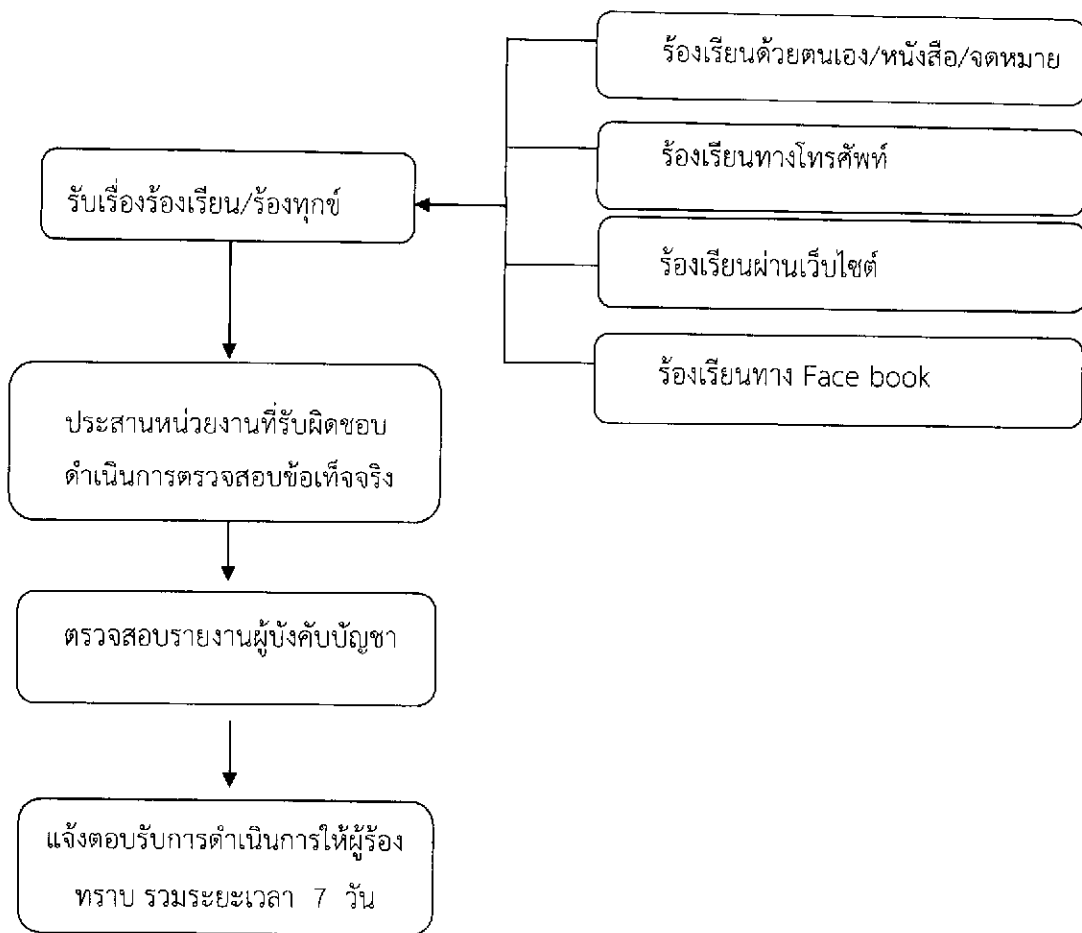 ร้องเรียนด้วยตนเอง/หนังสือ/จดหมาย
ร้องเรียนทางโทรศัพท์
รับเรื่องร้องเรียน/ร้องทุกข์
ร้องเรียนผ่านเว็บไซต์
ร้องเรียนทาง Face book
ประสานหน่วยงานที่รับผิดชอบ
ดำเนินการตรวจสอบข้อเท็จจริง
ตรวจสอบรายงานผู้บังคับบัญชา
แจ้งตอบรับการดำเนินการให้ผู้ร้อง
ทราบ รวมระยะเวลา 7 วัน